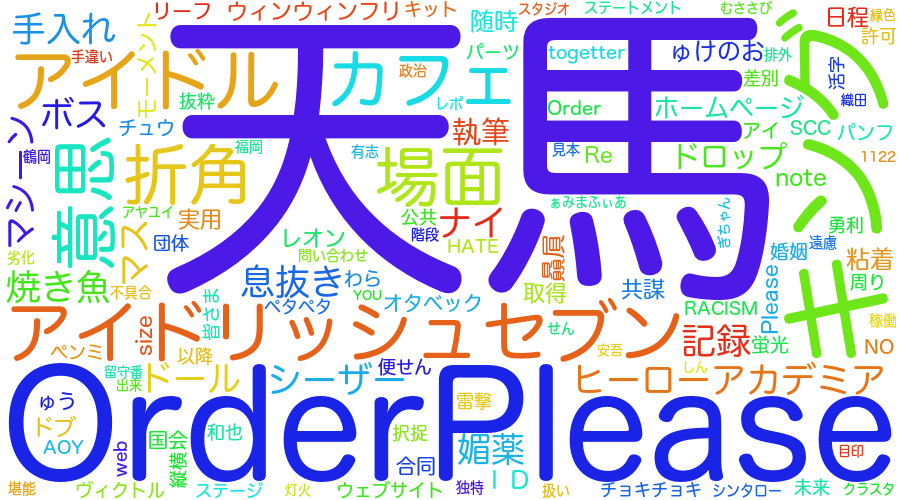 リーフ ウィンウィンフリ キット 随時 スタジオ ステートメント むささび 日程 緑色
手入れ モーメント togetter ゅけのお 排外 許可
手違い パーツ 活字
アイドル 抜粋 カフェ 政治 レポ 差別 織田
ボス 天馬 Order ホームページ
チュウ 福岡 執筆 アイ SCC パンフ
マシーン 鶴岡 意思 折角 有志 場面 見本 Re ドロップ note 1122
アヤユイ 実用 公共 ナイ ぁみまふぃあ 勇利
マス 団体 レオン 階段 HATE 贔屓 ぎちゃん 婚姻 遠慮
劣化 問い合わせ 粘着
焼き魚 不具合 息抜き わら YOU 取得 共謀 周り
皆さま ペタペタ オタベック RACISM Please 稼働
アイドリッシュセブン せん 安吾 記録 蛍光 NO
ペンミ size 以降
留守番 出来 ドール シーザー 便せん しん ヒーローアカデミア
OrderPlease
ゅう 雷撃
ドブ 国会 和也 択捉
AOY web 縦横 合同 媚薬 ＩＤ 目印
堪能 ヴィクトル ステージ 灯火 ウェブサイト 独特 扱い チョキチョキ シンタロー 未来 クラスタ